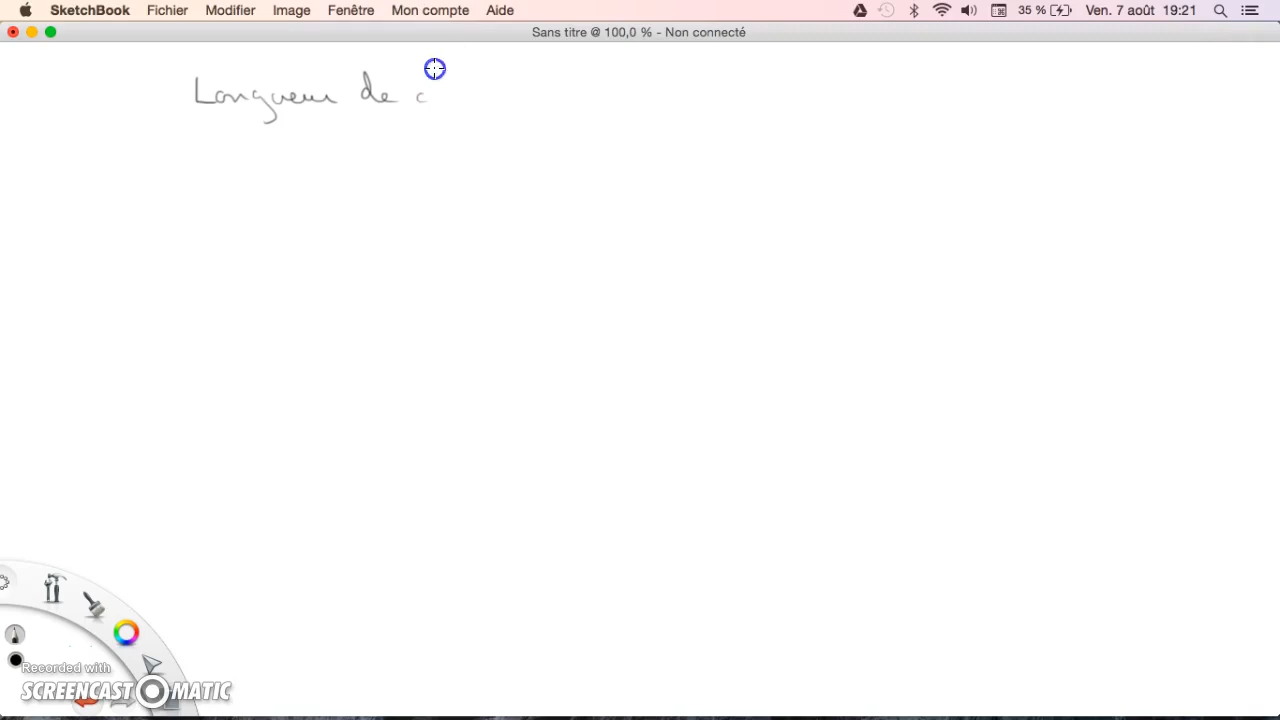 SketchBook Fichier Modifier Image Fenêtre Mon compte Aide 35 % Ven. 7 août 19:21
Sans titre @ 100,0 % - Non connecté
Longueur de
Recorded with
SCREENCAST MATIC